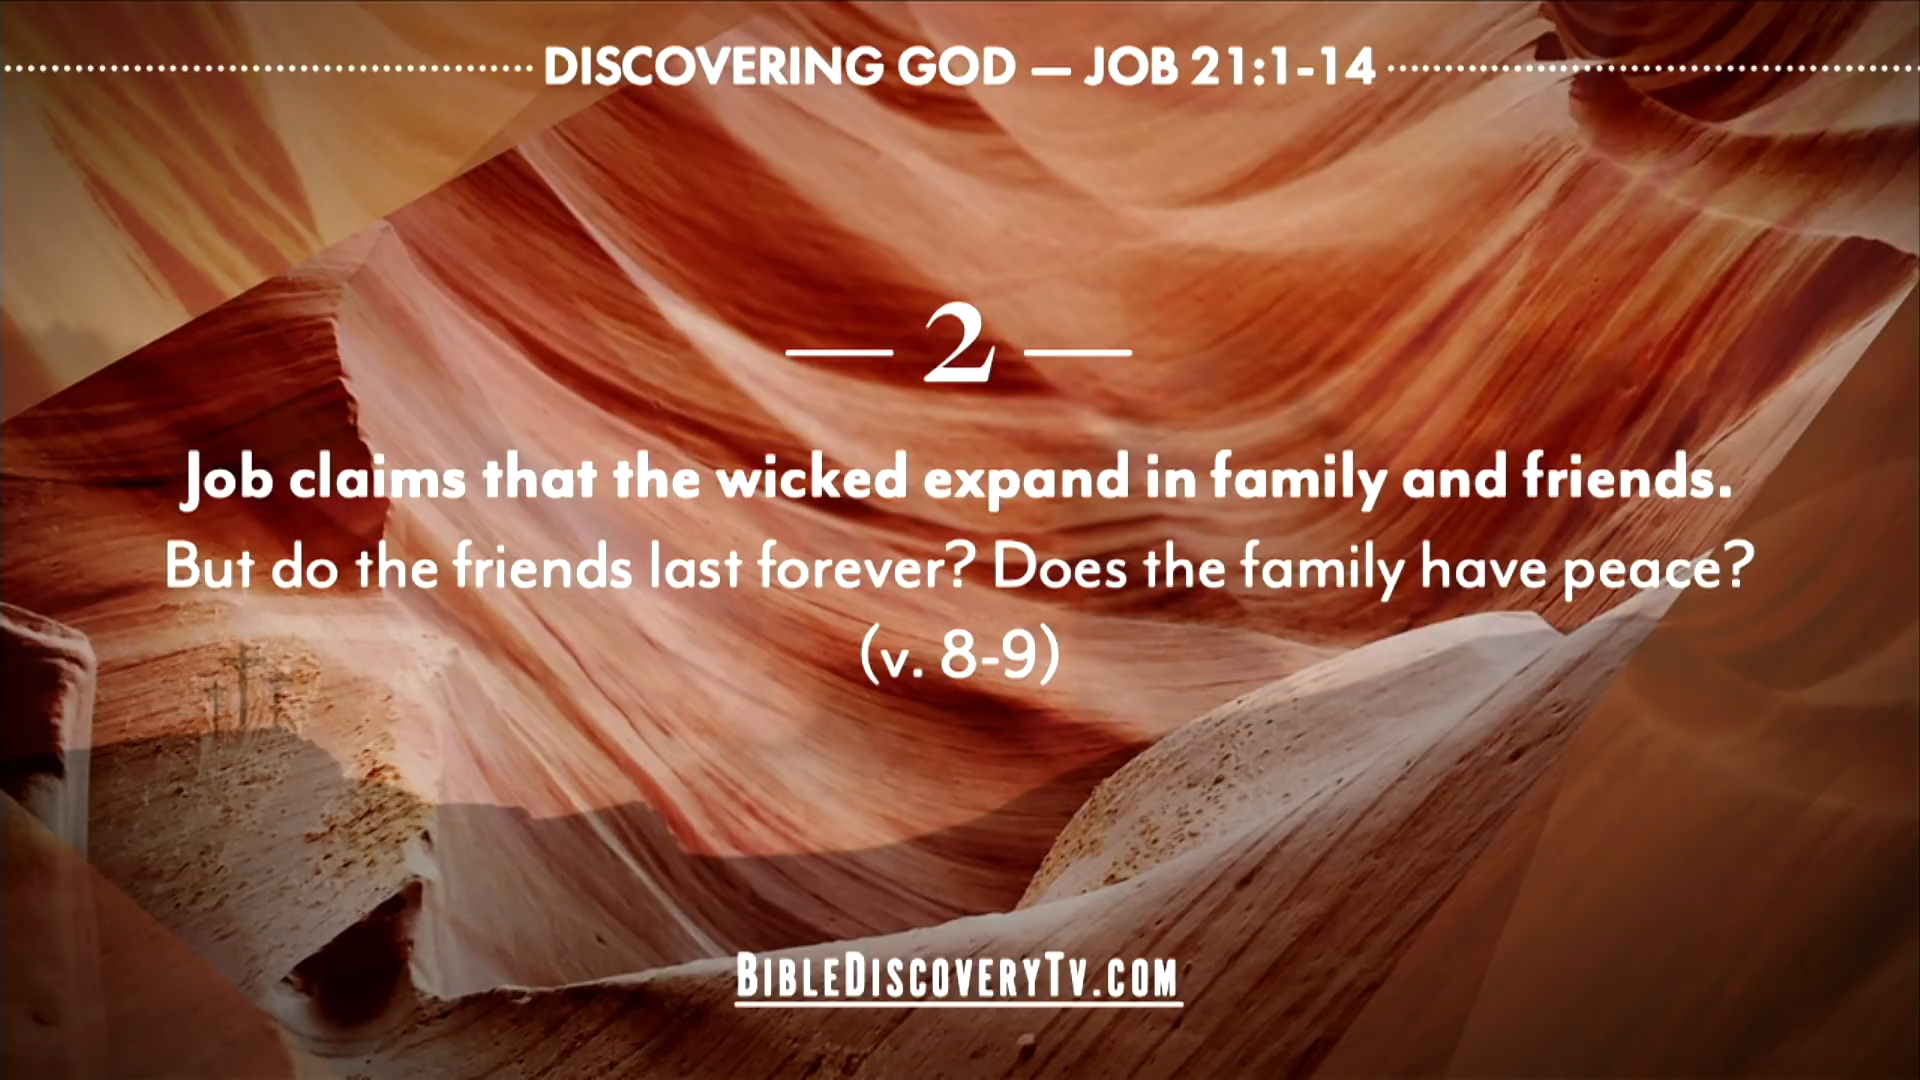 DISCOVERING GOD — JOB 21:1-14
— 2 —
Job claims that the wicked expand in family and friends.
But do the friends last forever? Does the family have peace?
(v. 8-9)
BIBLEDISCOVERYTV.COM